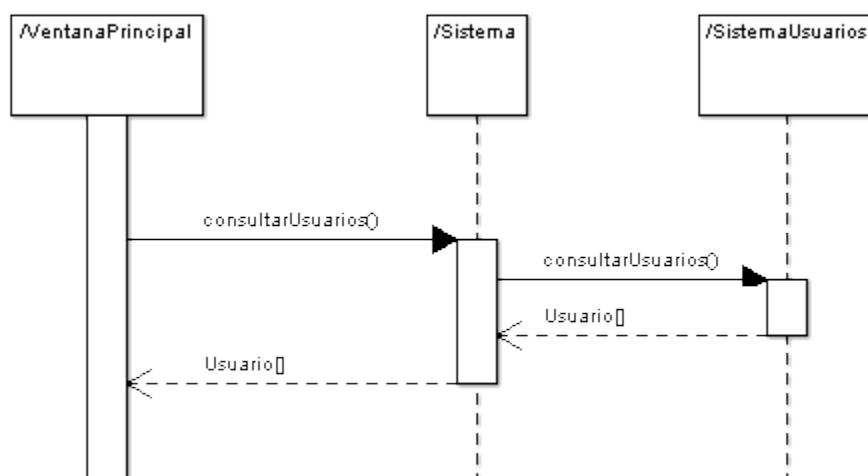 /VentanaPrincipal
/Sistema
/SistemaUsuarios
consultarUsuarios()
consultarUsuarios()
Usuario[]
Usuario[]